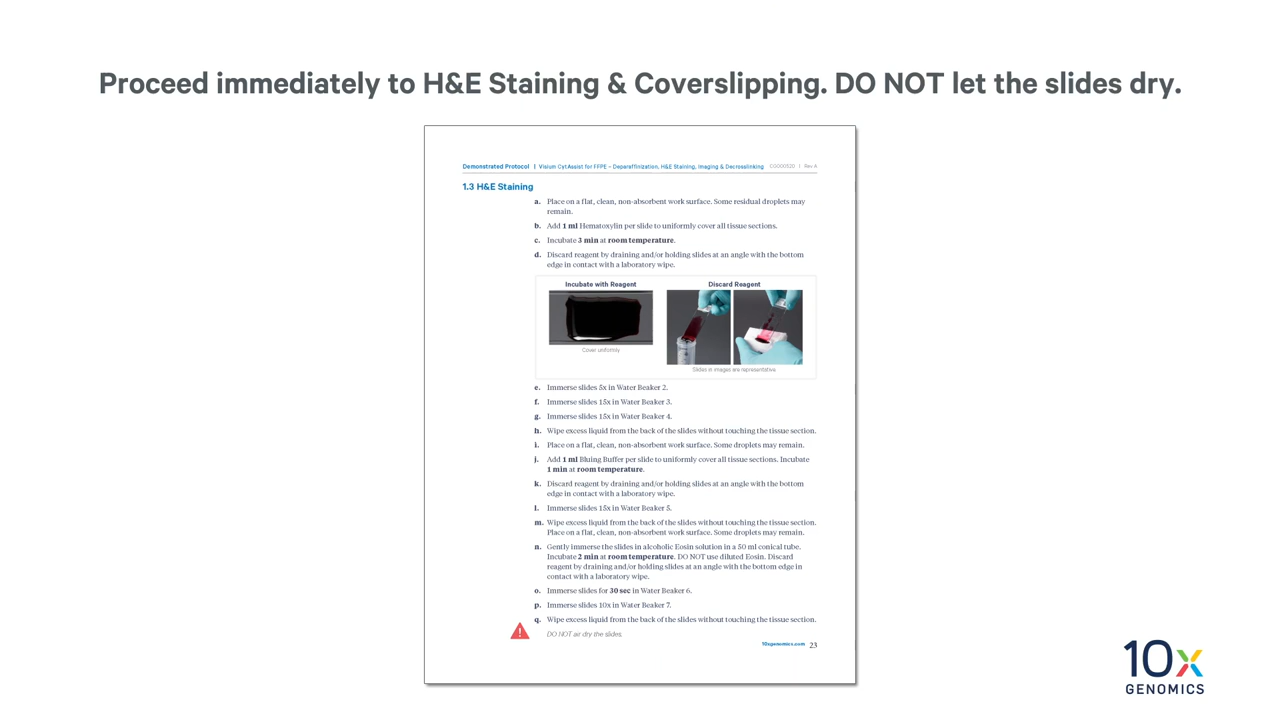 Proceed immediately to H&E Staining & Coverslipping. DO NOT let the slides dry.
Demonstrated Protocol | Visium CytAssist for FFPE – Deparaffinization, H&E Staining, Imaging & Decrosslinking CG000520 | Rev A
1.3 H&E Staining
a. Place on a flat, clean, non-absorbent work surface. Some residual droplets may
remain.
b. Add 1 ml Hematoxylin per slide to uniformly cover all tissue sections.
c. Incubate 3 min at room temperature.
d. Discard reagent by draining and/or holding slides at an angle with the bottom
edge in contact with a laboratory wipe.
Incubate with Reagent
Discard Reagent
Cover uniformly
Slides in images are representative
e. Immerse slides 5x in Water Beaker 2.
f. Immerse slides 15x in Water Beaker 3.
g. Immerse slides 15x in Water Beaker 4.
h. Wipe excess liquid from the back of the slides without touching the tissue section.
i. Place on a flat, clean, non-absorbent work surface. Some droplets may remain.
j. Add 1 ml Bluing Buffer per slide to uniformly cover all tissue sections. Incubate
1 min at room temperature.
k. Discard reagent by draining and/or holding slides at an angle with the bottom
edge in contact with a laboratory wipe.
l. Immerse slides 15x in Water Beaker 5.
m. Wipe excess liquid from the back of the slides without touching the tissue section.
Place on a flat, clean, non-absorbent work surface. Some droplets may remain.
n. Gently immerse the slides in alcoholic Eosin solution in a 50 ml conical tube.
Incubate 2 min at room temperature. DO NOT use diluted Eosin. Discard
reagent by draining and/or holding slides at an angle with the bottom edge in
contact with a laboratory wipe.
o. Immerse slides for 30 sec in Water Beaker 6.
p. Immerse slides 10x in Water Beaker 7.
q. Wipe excess liquid from the back of the slides without touching the tissue section.
DO NOT air dry the slides.
10xgenomics.com 23
10x
GENOMICS